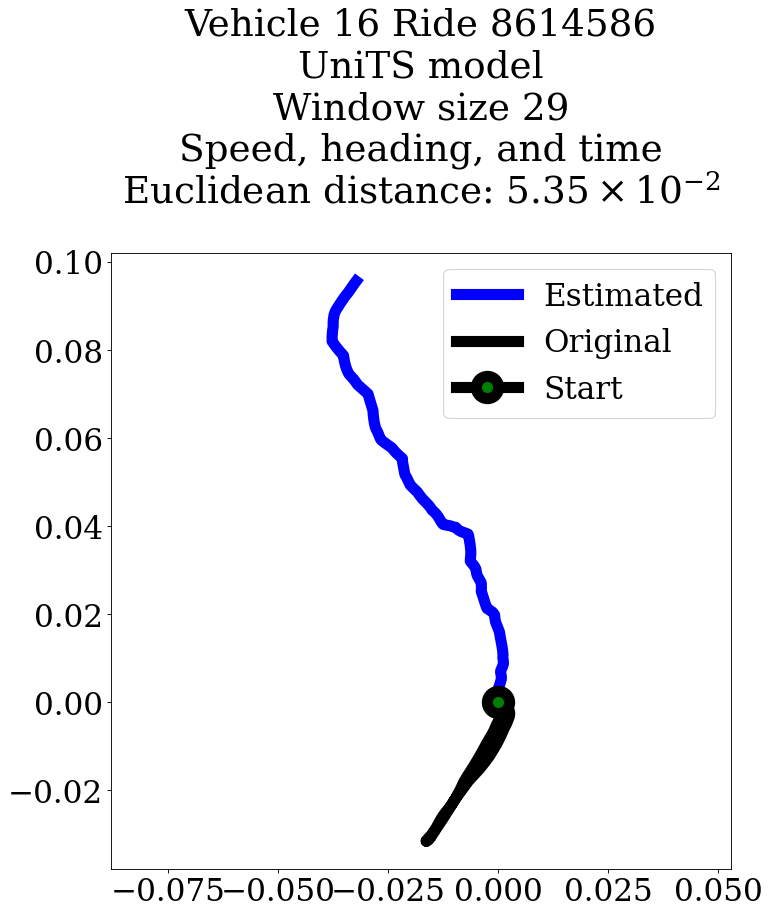 Vehicle 16 Ride 8614586
UniTS model
Window size 29
Speed, heading, and time
Euclidean distance: 5.35 × 10⁻²
0.10
0.08
0.06
0.04
0.02
0.00
−0.02
Estimated
Original
Start
−0.075
−0.050
−0.025
0.000
0.025
0.050